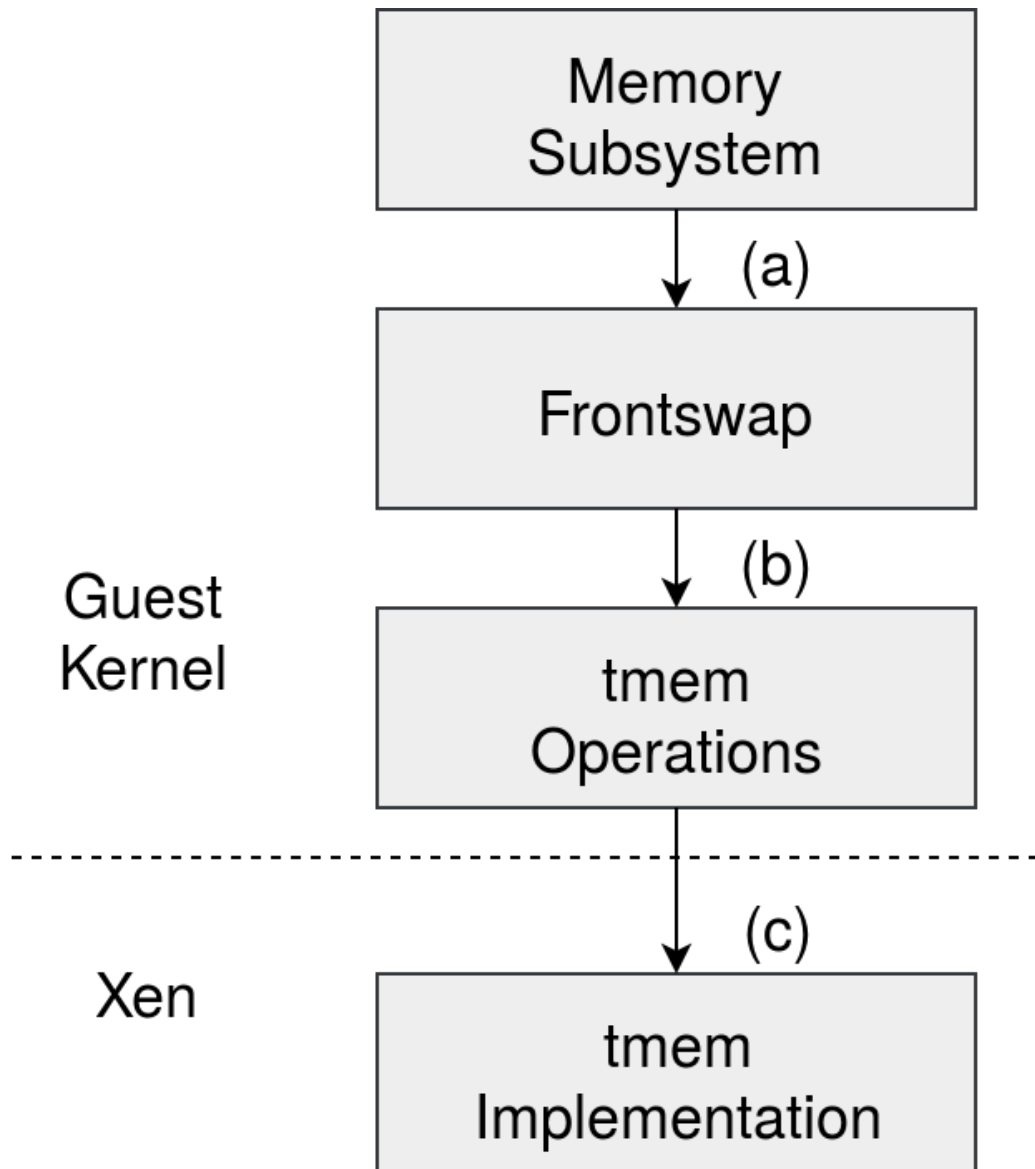 Memory
Subsystem
(a)
Frontswap
(b)
Guest
Kernel
tmem
Operations
(c)
Xen
tmem
Implementation